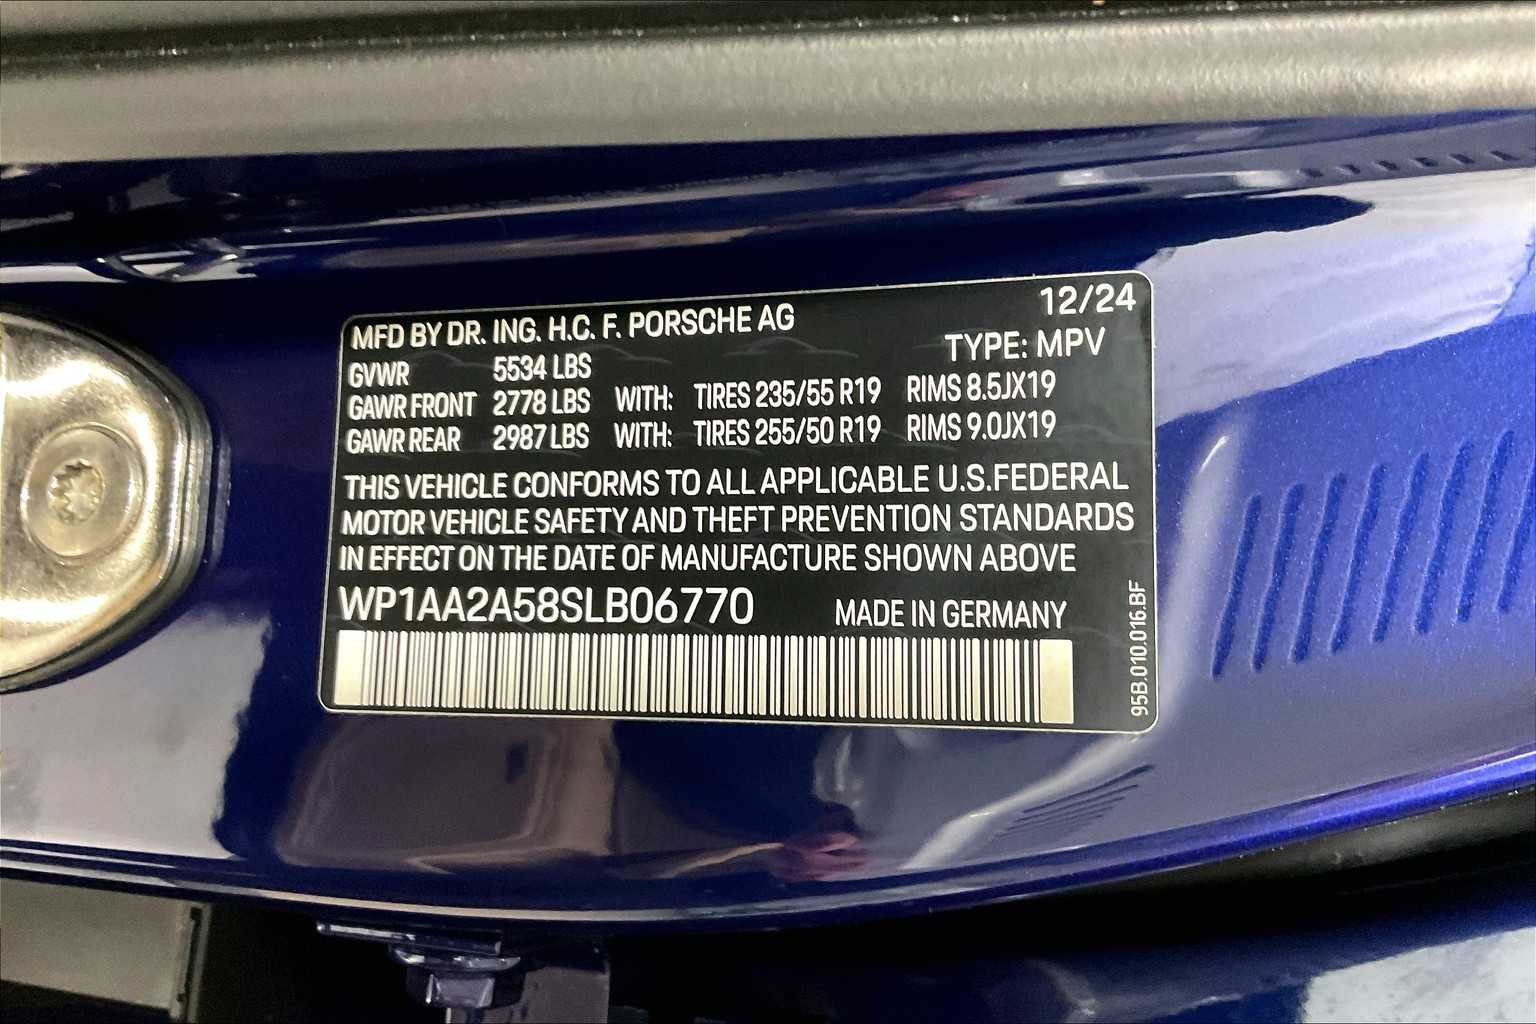 MFD BY DR. ING. H.C. F. PORSCHE AG 12/24
GVWR 5534 LBS TYPE: MPV
GAWR FRONT 2778 LBS WITH: TIRES 235/55 R19 RIMS 8.5JX19
GAWR REAR 2987 LBS WITH: TIRES 255/50 R19 RIMS 9.0JX19
THIS VEHICLE CONFORMS TO ALL APPLICABLE U.S.FEDERAL
MOTOR VEHICLE SAFETY AND THEFT PREVENTION STANDARDS
IN EFFECT ON THE DATE OF MANUFACTURE SHOWN ABOVE
WP1AA2A58SLB06770 MADE IN GERMANY
95B.010.016.BF